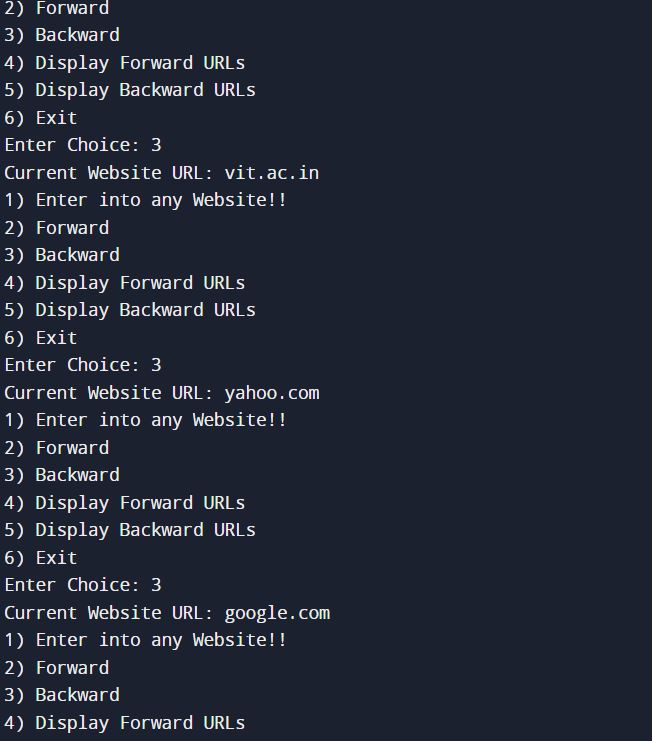 2) Forward
3) Backward
4) Display Forward URLs
5) Display Backward URLs
6) Exit
Enter Choice: 3
Current Website URL: vit.ac.in
1) Enter into any Website!!
2) Forward
3) Backward
4) Display Forward URLs
5) Display Backward URLs
6) Exit
Enter Choice: 3
Current Website URL: yahoo.com
1) Enter into any Website!!
2) Forward
3) Backward
4) Display Forward URLs
5) Display Backward URLs
6) Exit
Enter Choice: 3
Current Website URL: google.com
1) Enter into any Website!!
2) Forward
3) Backward
4) Display Forward URLs